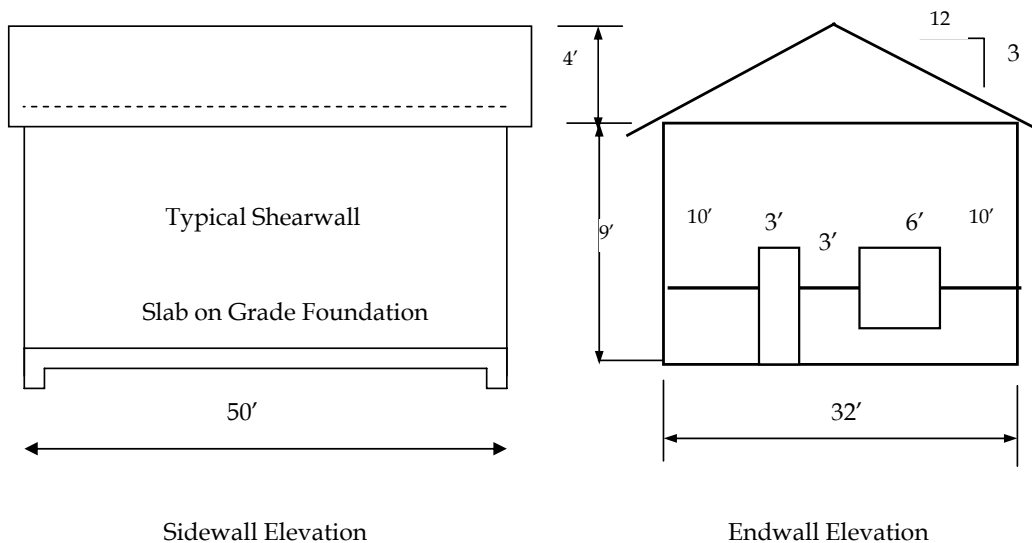 4′
12
3
Typical Shearwall
Slab on Grade Foundation
9′
10′
3′
3′
6′
10′
50′
32′
Sidewall Elevation
Endwall Elevation